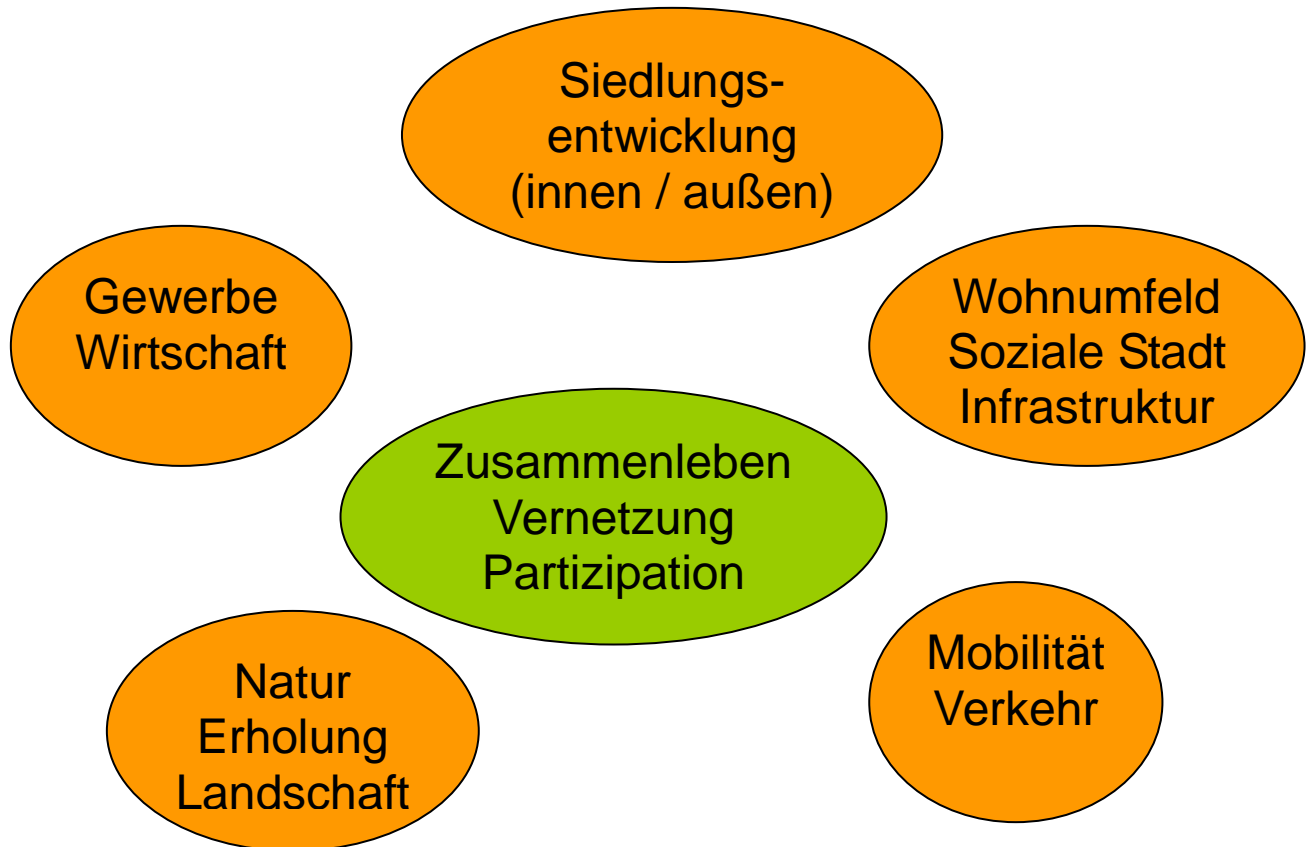 Siedlungs-
entwicklung
(innen / außen)
Gewerbe
Wirtschaft
Wohnumfeld
Soziale Stadt
Infrastruktur
Zusammenleben
Vernetzung
Partizipation
Natur
Erholung
Landschaft
Mobilität
Verkehr